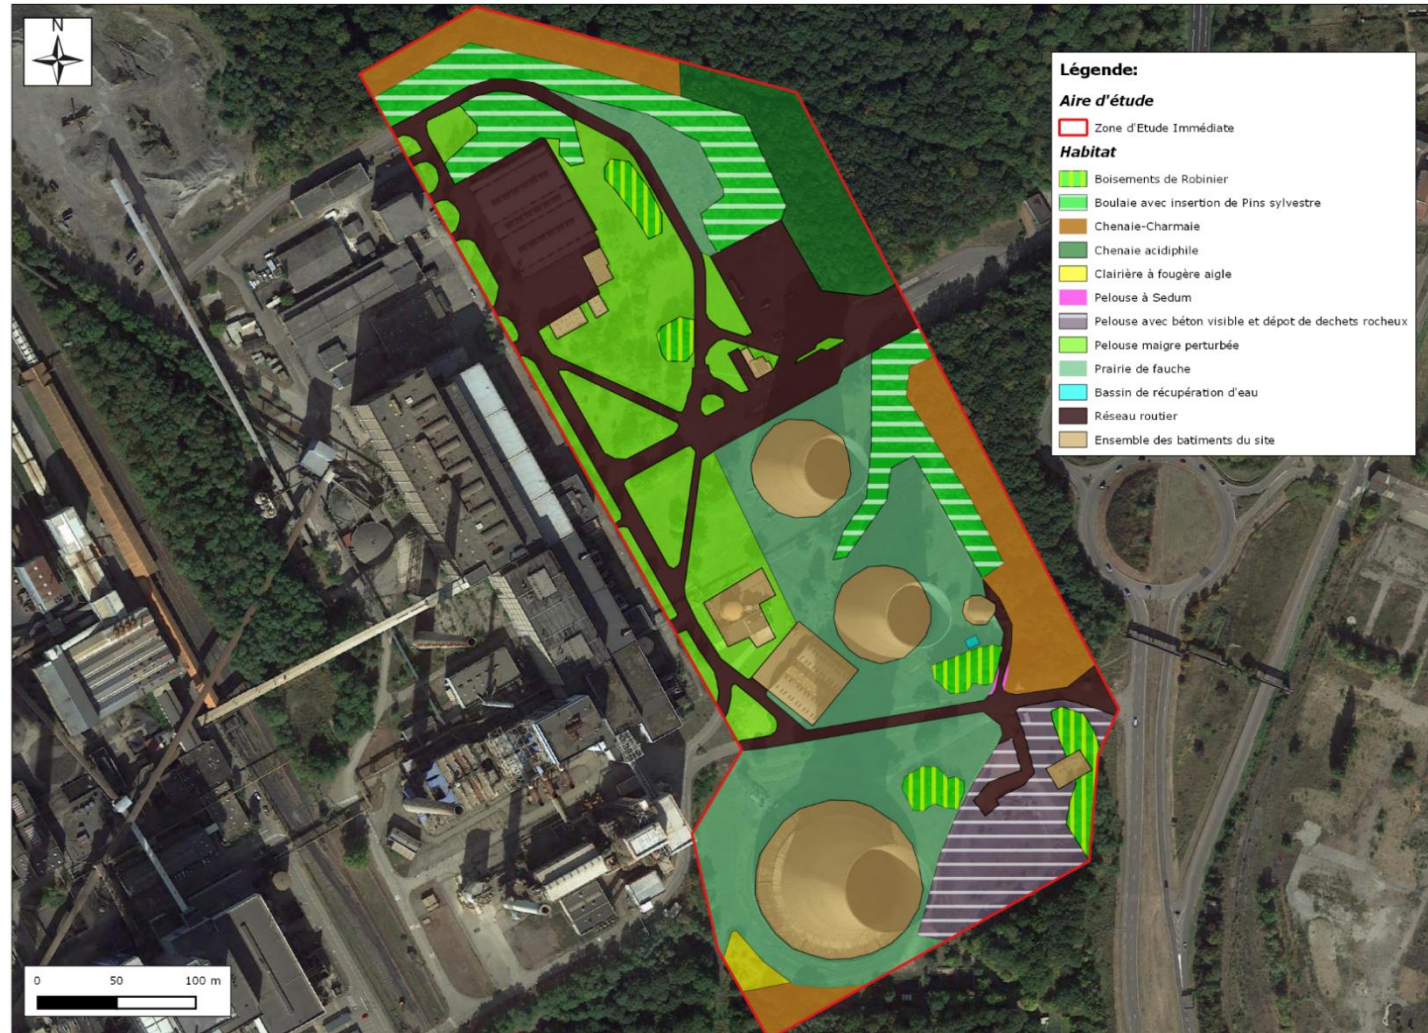 N
Légende:
Aire d'étude
Zone d'Etude Immédiate
Habitat
Boisements de Robinier
Boulaie avec insertion de Pins sylvestre
Chenaie-Charmaie
Chenaie acidiphile
Clairière à fougère aigle
Pelouse à Sedum
Pelouse avec béton visible et dépot de dechets rocheux
Pelouse maigre perturbée
Prairie de fauche
Bassin de récupération d'eau
Réseau routier
Ensemble des batiments du site
0 50 100 m